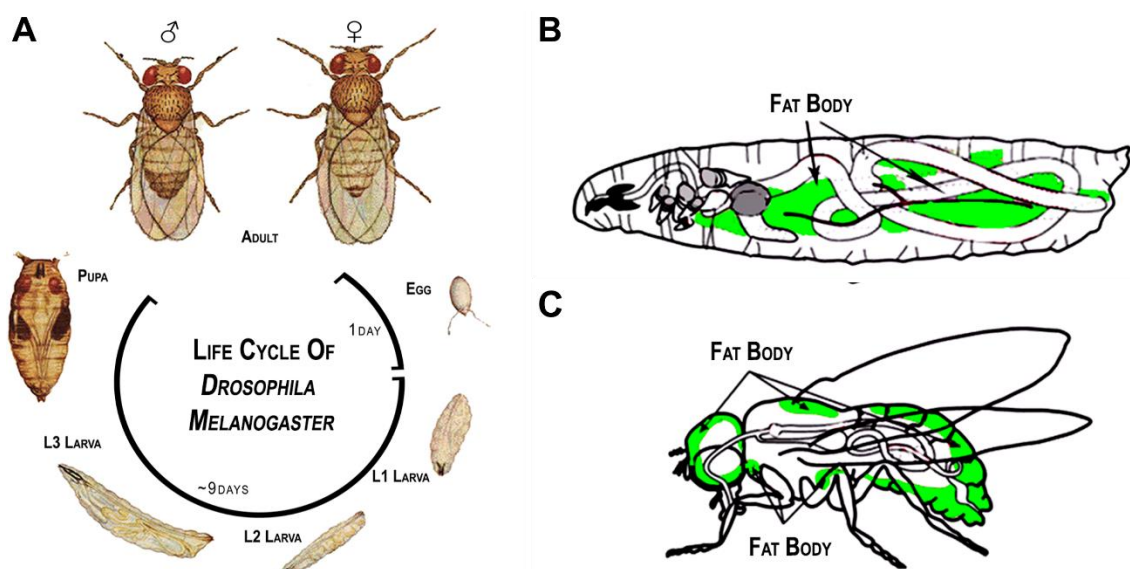 A
♂
♀
ADULT
PUPA
EGG
1 DAY
LIFE CYCLE OF
DROSOPHILA
MELANOGASTER
L3 LARVA
L1 LARVA
~9 DAYS
L2 LARVA
B
FAT BODY
C
FAT BODY
FAT BODY